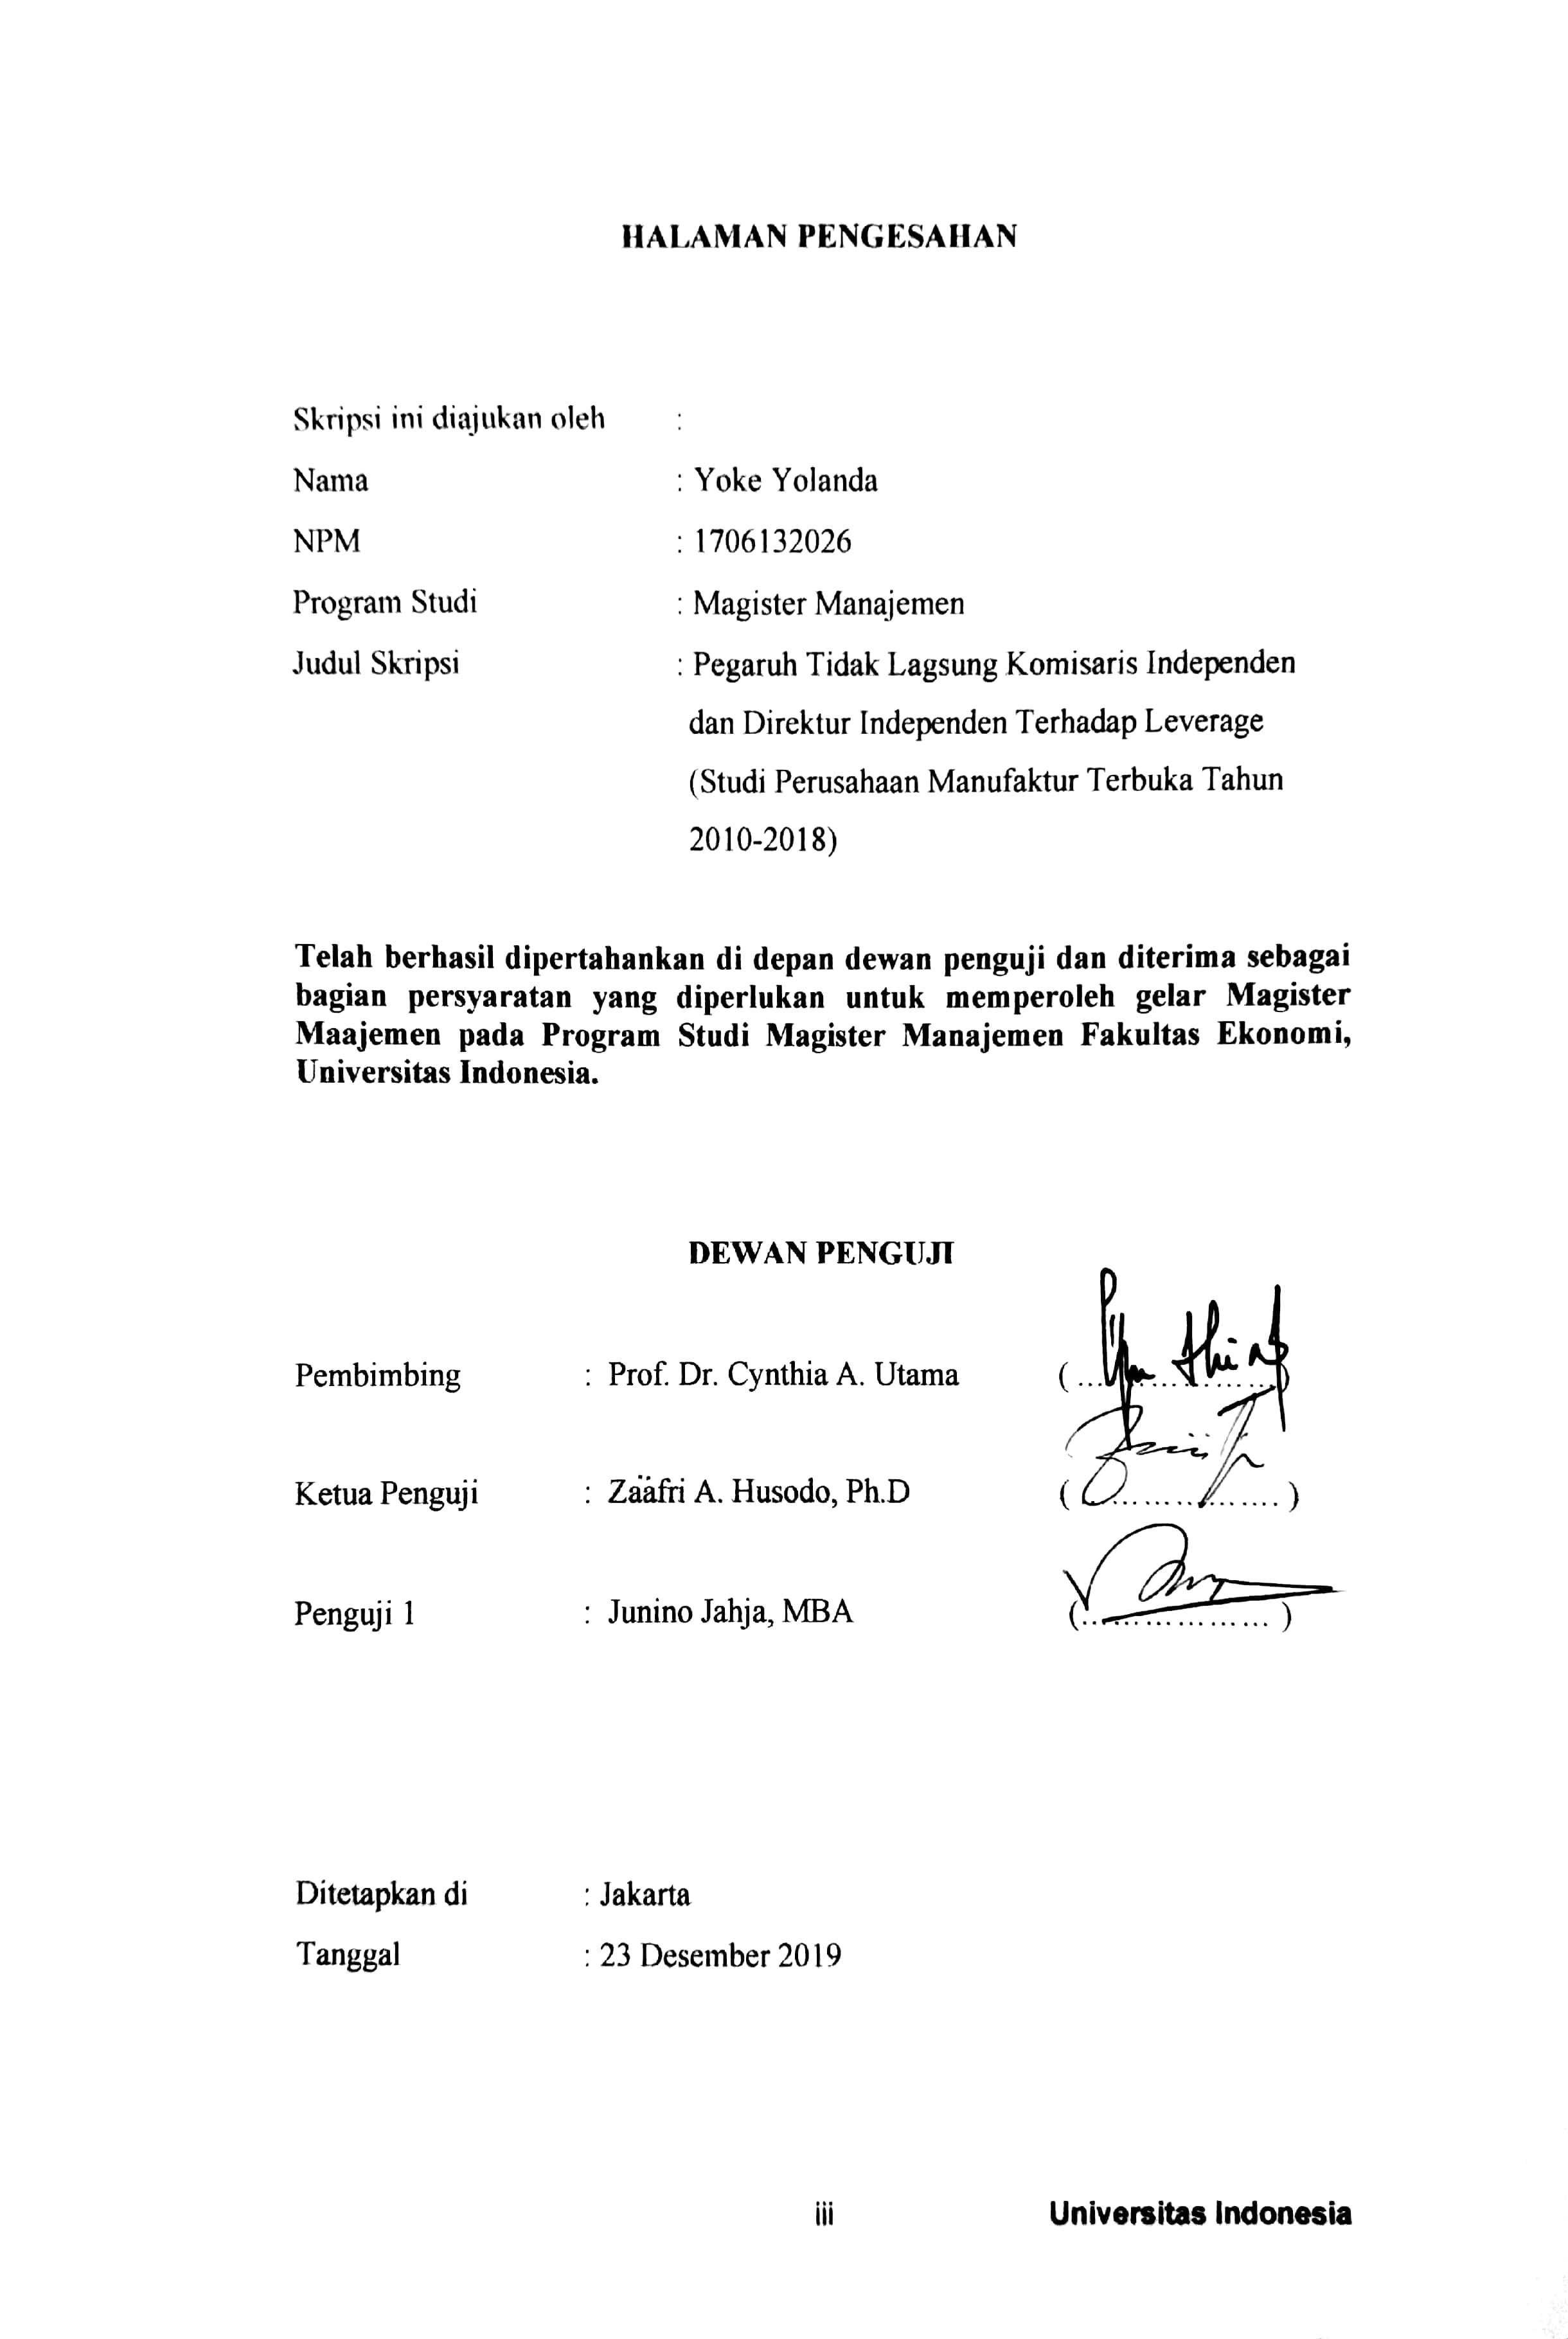 HALAMAN PENGESAHAN
Skripsi ini diajukan oleh :
Nama : Yoke Yolanda
NPM : 1706132026
Program Studi : Magister Manajemen
Judul Skripsi : Pegaruh Tidak Lagsung Komisaris Independen
dan Direktur Independen Terhadap Leverage
(Studi Perusahaan Manufaktur Terbuka Tahun
2010-2018)
Telah berhasil dipertahankan di depan dewan penguji dan diterima sebagai
bagian persyaratan yang diperlukan untuk memperoleh gelar Magister
Maajemen pada Program Studi Magister Manajemen Fakultas Ekonomi,
Universitas Indonesia.
DEWAN PENGUJI
Pembimbing : Prof. Dr. Cynthia A. Utama (....................)
Ketua Penguji : Zääfri A. Husodo, Ph.D (....................)
Penguji 1 : Junino Jahja, MBA (....................)
Ditetapkan di : Jakarta
Tanggal : 23 Desember 2019
iii Universitas Indonesia